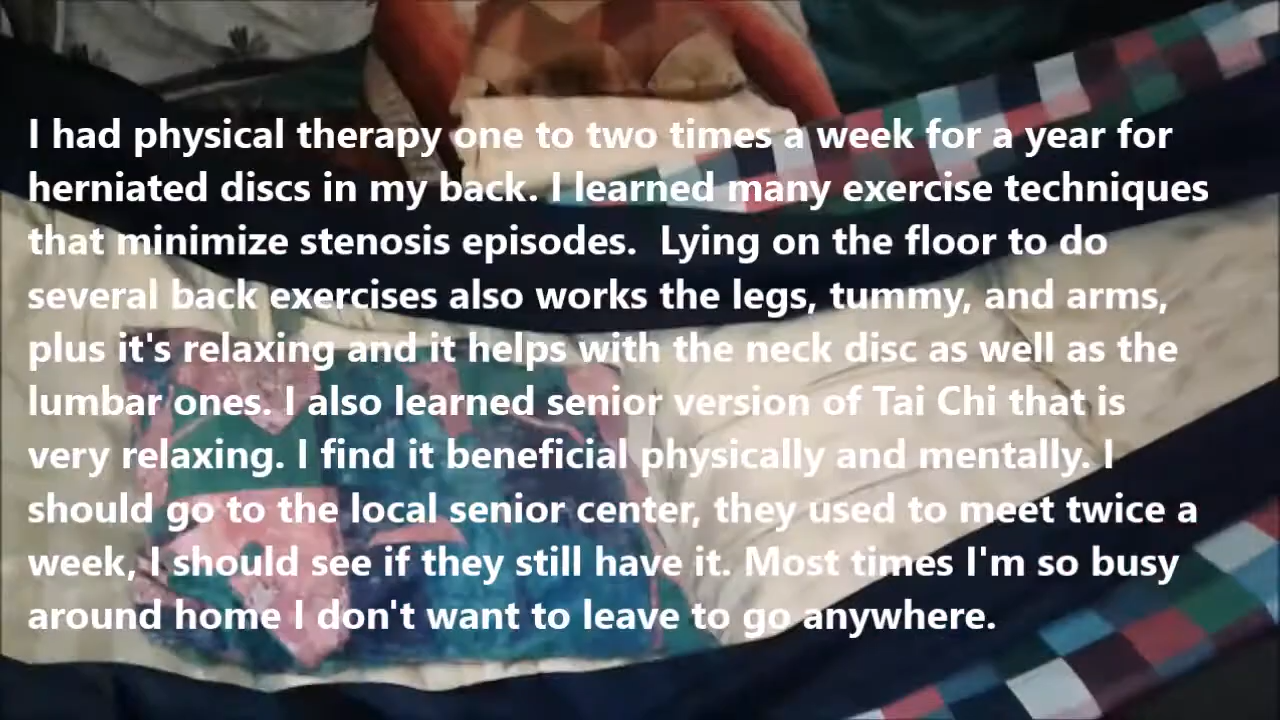 I had physical therapy one to two times a week for a year for
herniated discs in my back. I learned many exercise techniques
that minimize stenosis episodes.  Lying on the floor to do
several back exercises also works the legs, tummy, and arms,
plus it's relaxing and it helps with the neck disc as well as the
lumbar ones. I also learned senior version of Tai Chi that is
very relaxing. I find it beneficial physically and mentally. I
should go to the local senior center, they used to meet twice a
week, I should see if they still have it. Most times I'm so busy
around home I don't want to leave to go anywhere.